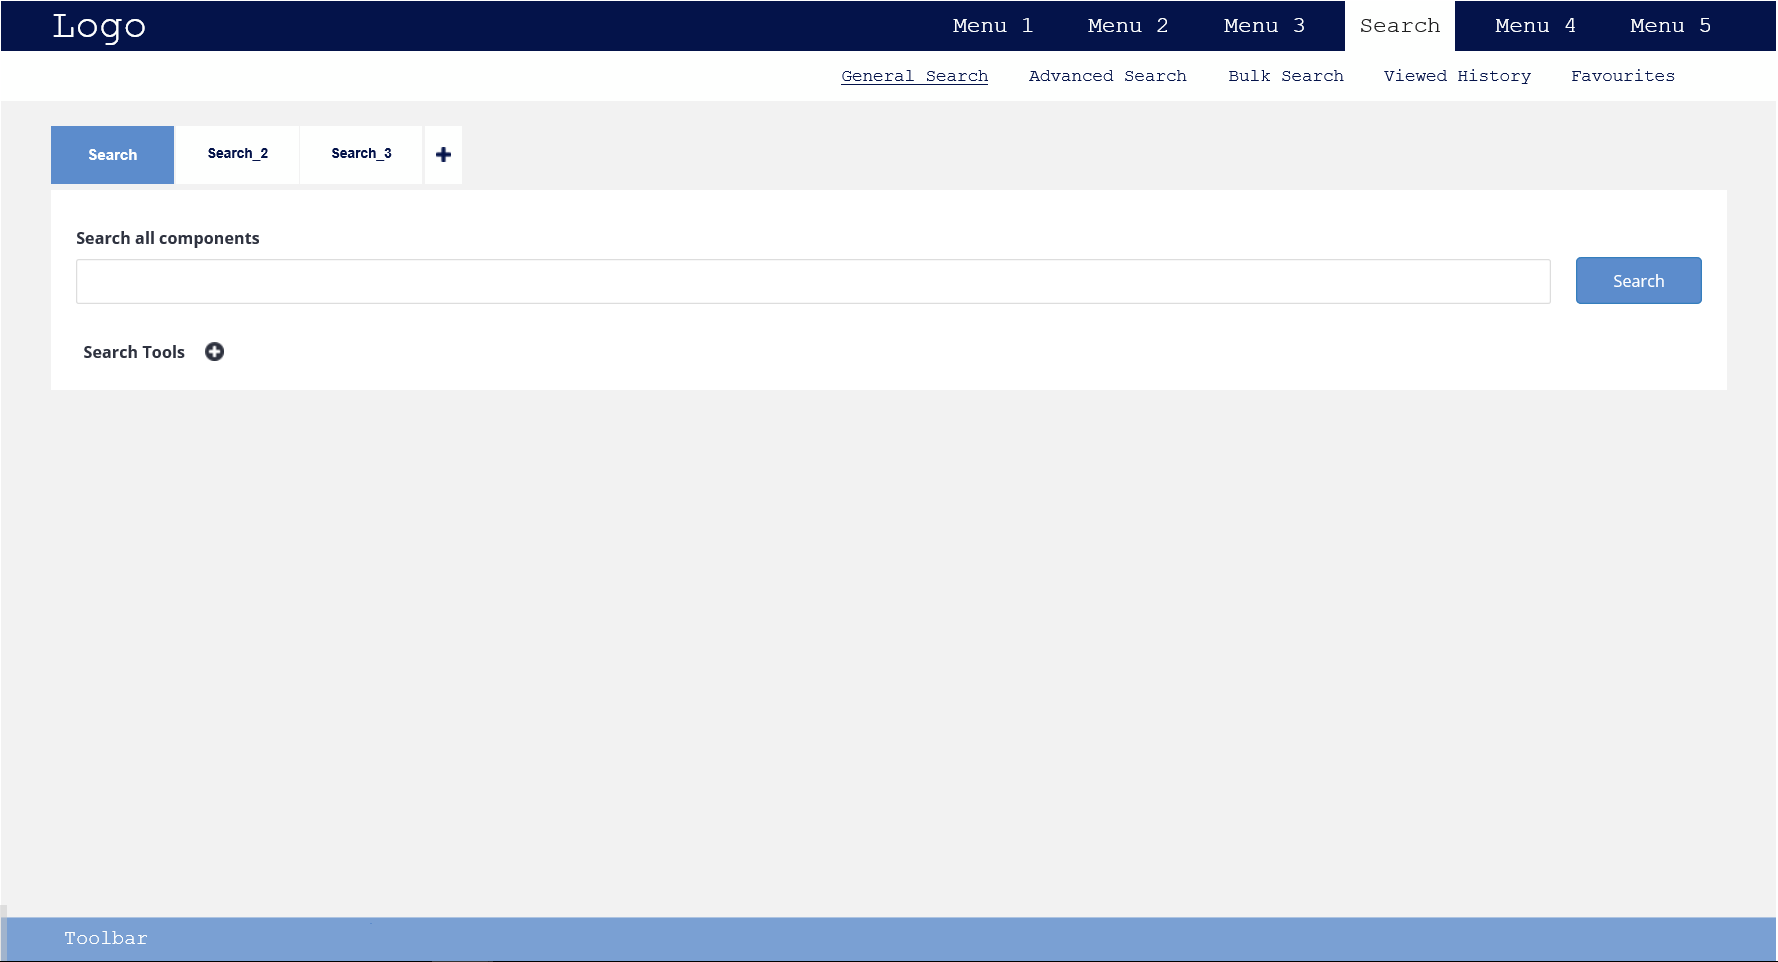 Logo Menu 1 Menu 2 Menu 3 Search Menu 4 Menu 5
General Search Advanced Search Bulk Search Viewed History Favourites
Search Search_2 Search_3
Search all components
Search
Search Tools
Toolbar